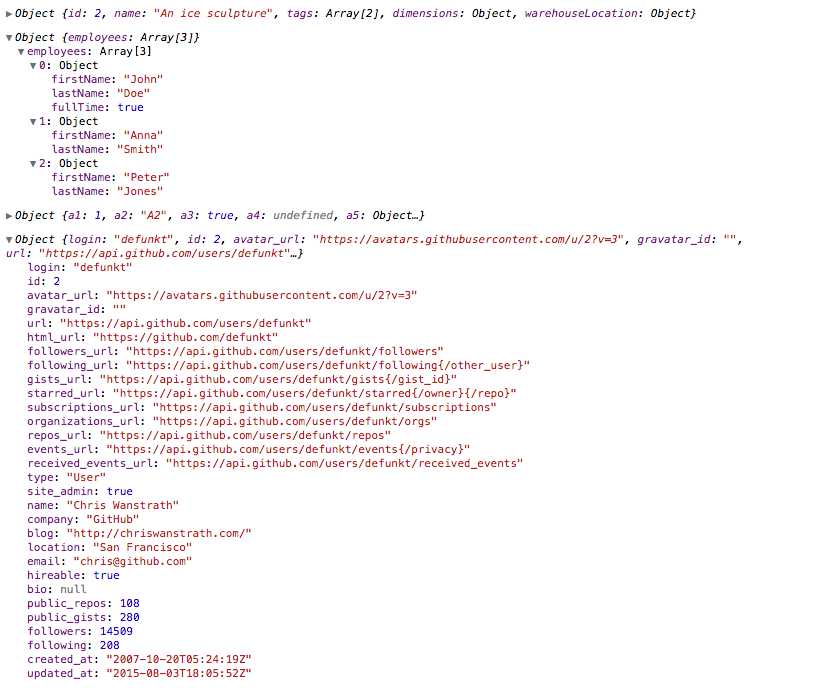 ▶Object {id: 2, name: "An ice sculpture", tags: Array[2], dimensions: Object, warehouseLocation: Object}
▼Object {employees: Array[3]}
▼employees: Array[3]
▼0: Object
firstName: "John"
lastName: "Doe"
fullTime: true
▼1: Object
firstName: "Anna"
lastName: "Smith"
▼2: Object
firstName: "Peter"
lastName: "Jones"
▶Object {a1: 1, a2: "A2", a3: true, a4: undefined, a5: Object…}
▼Object {login: "defunkt", id: 2, avatar_url: "https://avatars.githubusercontent.com/u/2?v=3", gravatar_id: "",
url: "https://api.github.com/users/defunkt"…}
login: "defunkt"
id: 2
avatar_url: "https://avatars.githubusercontent.com/u/2?v=3"
gravatar_id: ""
url: "https://api.github.com/users/defunkt"
html_url: "https://github.com/defunkt"
followers_url: "https://api.github.com/users/defunkt/followers"
following_url: "https://api.github.com/users/defunkt/following{/other_user}"
gists_url: "https://api.github.com/users/defunkt/gists{/gist_id}"
starred_url: "https://api.github.com/users/defunkt/starred{/owner}{/repo}"
subscriptions_url: "https://api.github.com/users/defunkt/subscriptions"
organizations_url: "https://api.github.com/users/defunkt/orgs"
repos_url: "https://api.github.com/users/defunkt/repos"
events_url: "https://api.github.com/users/defunkt/events{/privacy}"
received_events_url: "https://api.github.com/users/defunkt/received_events"
type: "User"
site_admin: true
name: "Chris Wanstrath"
company: "GitHub"
blog: "http://chriswanstrath.com/"
location: "San Francisco"
email: "chris@github.com"
hireable: true
bio: null
public_repos: 108
public_gists: 280
followers: 14509
following: 208
created_at: "2007-10-20T05:24:19Z"
updated_at: "2015-08-03T18:05:52Z"